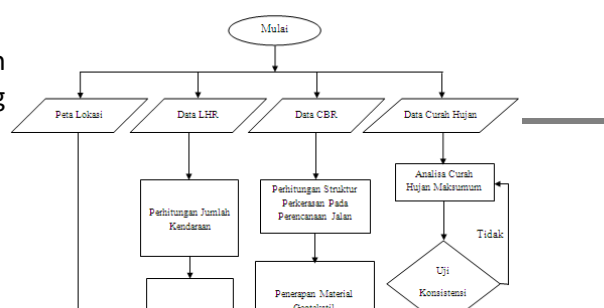 Mulai
Peta Lokasi
Data LHR
Data CBR
Data Curah Hujan
Perhitungan Jumlah
Kendaraan
Perhitungan Struktur
Perkerasan Pada
Perencanaan Jalan
Analisa Curah
Hujan Maksumum
Tidak
Uji
Konsistensi
Penerapan Material